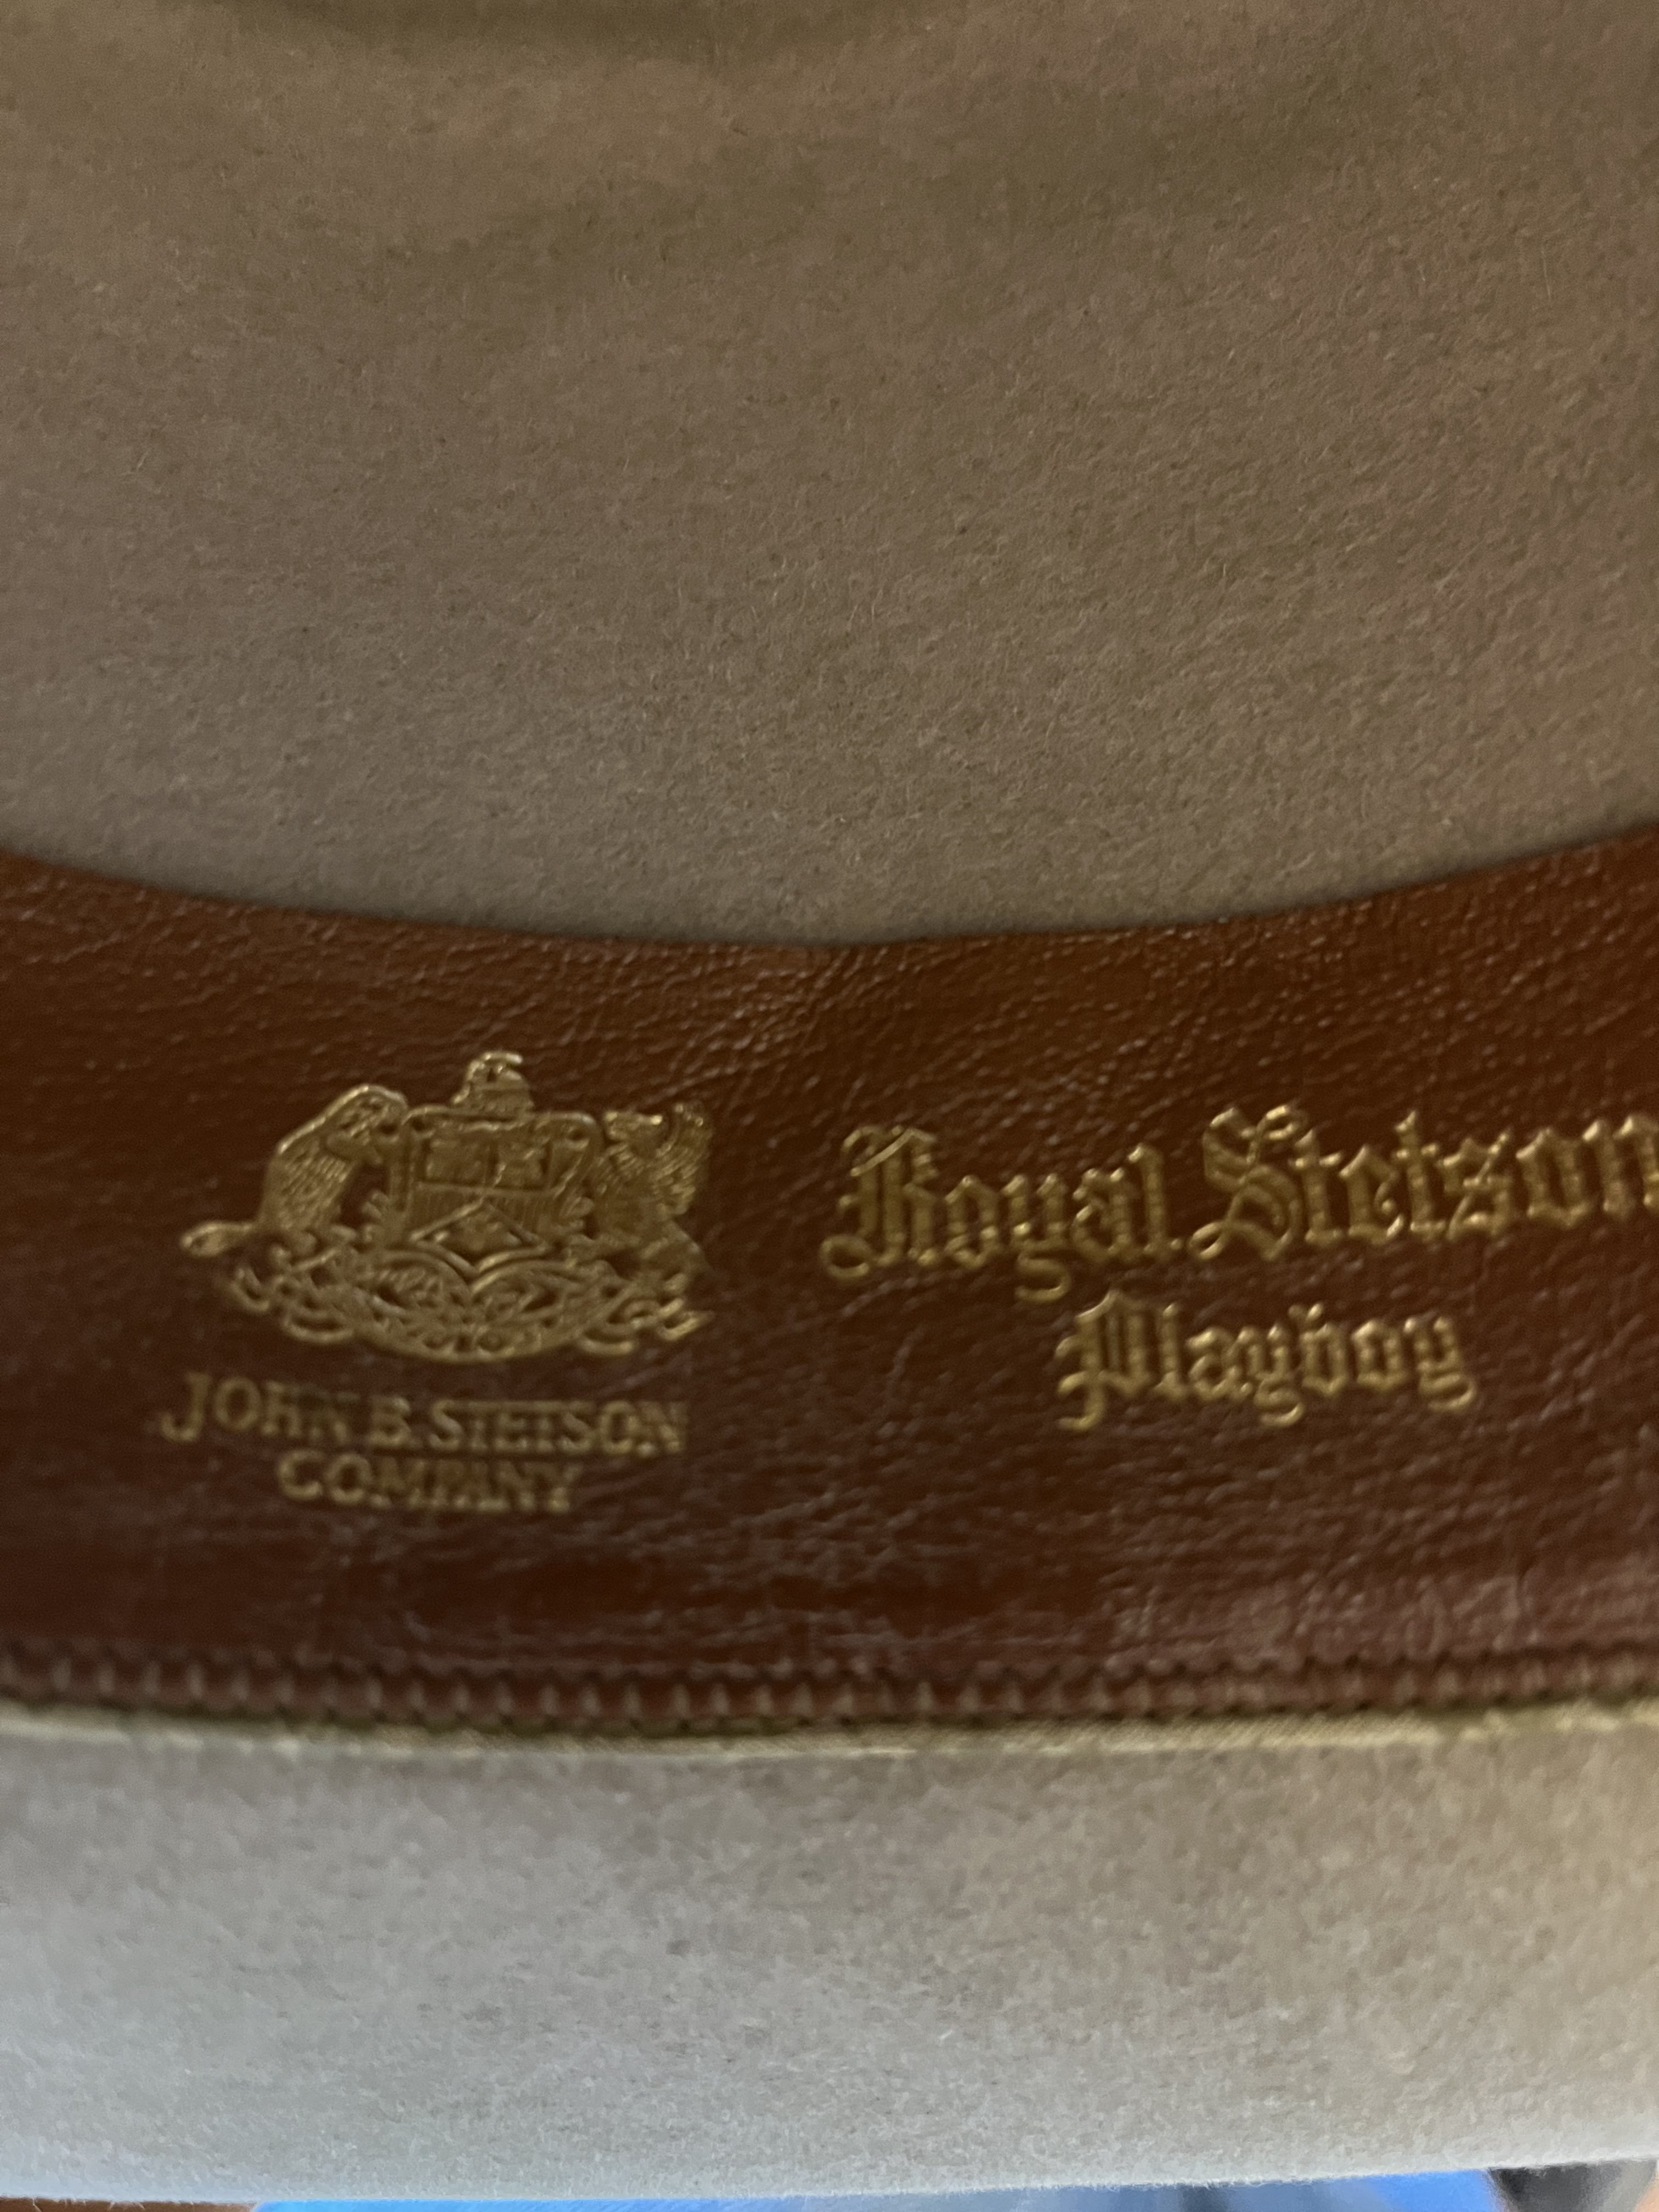 Royal Stetson
Playboy
JOHN B. STETSON
COMPANY